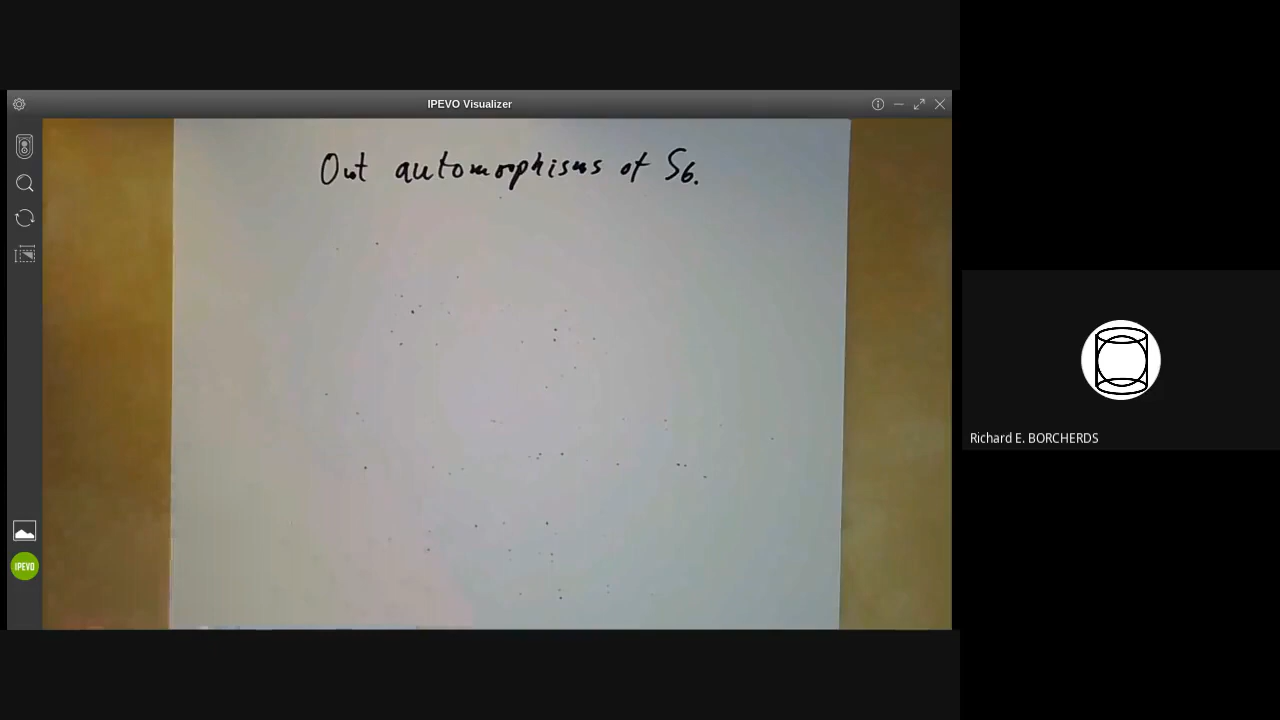 IPEVO Visualizer
Out automorphisms of S6.
Richard E. BORCHERDS
IPEVO